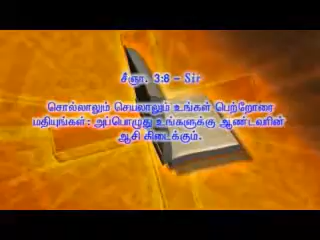 சீஞா. 3:8 - Sir
சொல்லாலும் செயலாலும் உங்கள் பெற்றோரை
மதியுங்கள்; அப்பொழுது உங்களுக்கு ஆண்டவரின்
ஆசி கிடைக்கும்.